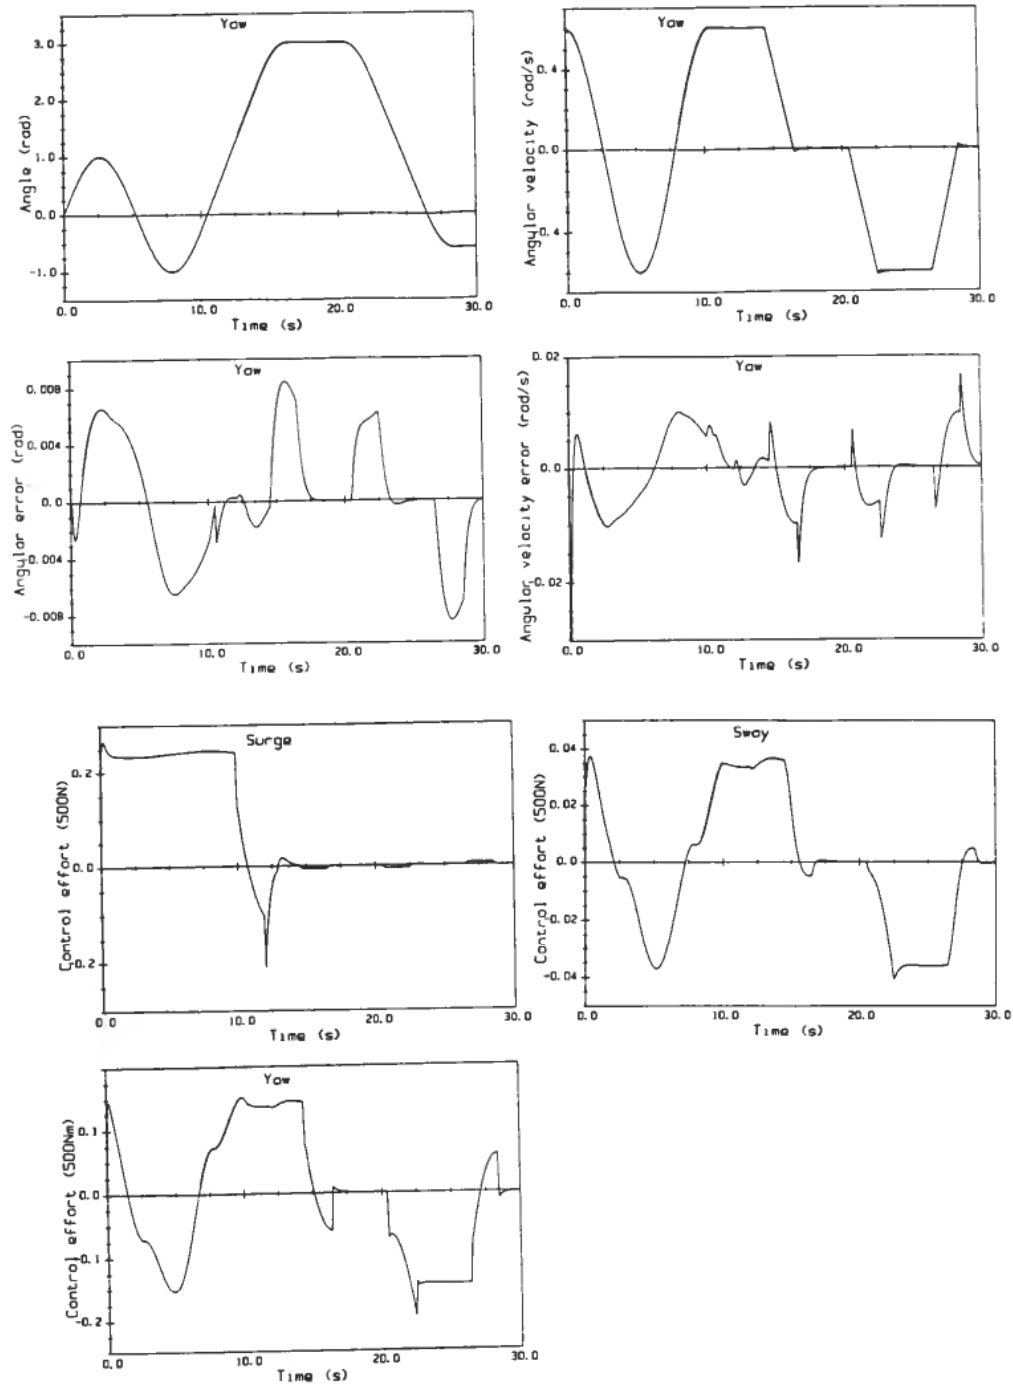 Yaw
Angle (rad)
3.0
2.0
1.0
0.0
-1.0
0.0 10.0 20.0 30.0
Time (s)
Yaw
Angular velocity (rad/s)
0.4
0.0
0.4
0.0 10.0 20.0 30.0
Time (s)
Yaw
Angular error (rad)
0.008
0.004
0.0
-0.004
-0.008
0.0 10.0 20.0 30.0
Time (s)
Yaw
Angular velocity error (rad/s)
0.02
0.0
-0.02
0.0 10.0 20.0 30.0
Time (s)
Surge
Control effort (500N)
0.2
0.0
-0.2
0.0 10.0 20.0 30.0
Time (s)
Sway
Control effort (500N)
0.04
0.02
0.0
-0.02
-0.04
0.0 10.0 20.0 30.0
Time (s)
Yaw
Control effort (500Nm)
0.1
0.0
-0.1
-0.2
0.0 10.0 20.0 30.0
Time (s)